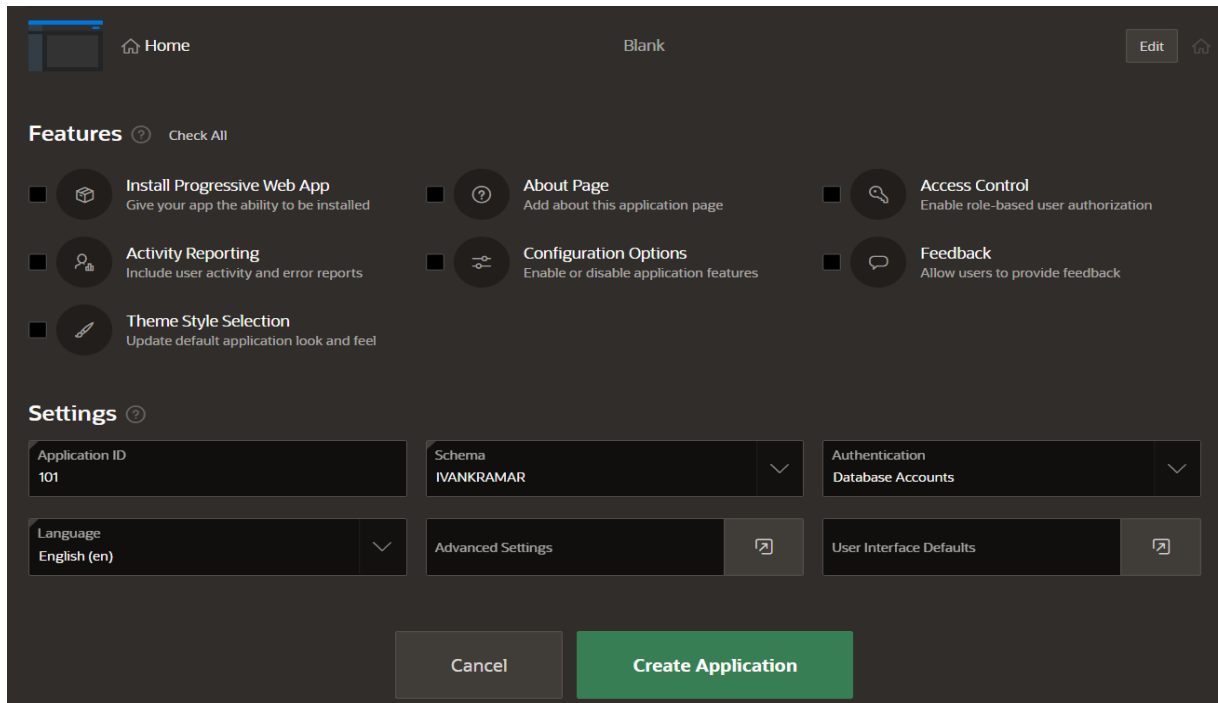 Home
Blank
Edit
Features
Check All
Install Progressive Web App
Give your app the ability to be installed
About Page
Add about this application page
Access Control
Enable role-based user authorization
Activity Reporting
Include user activity and error reports
Configuration Options
Enable or disable application features
Feedback
Allow users to provide feedback
Theme Style Selection
Update default application look and feel
Settings
Application ID
101
Schema
IVANKRAMAR
Authentication
Database Accounts
Language
English (en)
Advanced Settings
User Interface Defaults
Cancel
Create Application